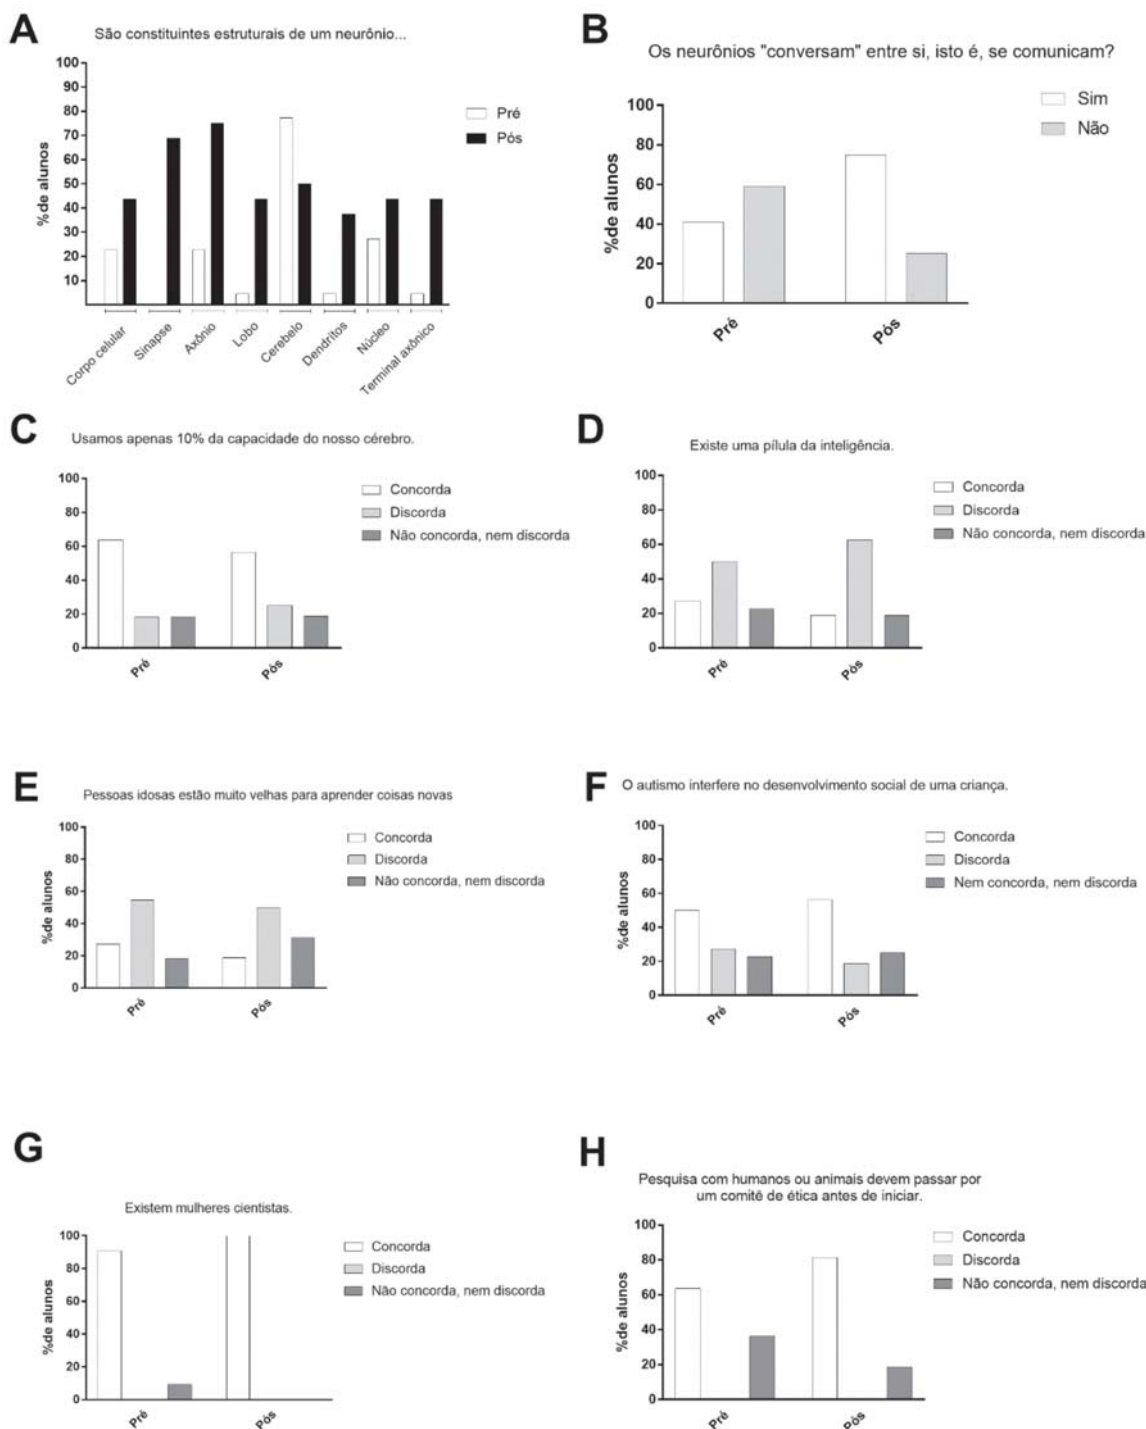 A
São constituintes estruturais de um neurônio...
100
90
80
70
60
50
40
30
20
10
%de alunos
Pré
Pós
Corpo celular
Sinapse
Axônio
Lobo
Cerebelo
Dendritos
Núcleo
Terminal axônico
B
Os neurônios "conversam" entre si, isto é, se comunicam?
100
80
60
40
20
0
%de alunos
Sim
Não
Pré
Pós
C
Usamos apenas 10% da capacidade do nosso cérebro.
100
80
60
40
20
0
%de alunos
Concorda
Discorda
Não concorda, nem discorda
Pré
Pós
D
Existe uma pílula da inteligência.
100
80
60
40
20
0
%de alunos
Concorda
Discorda
Não concorda, nem discorda
Pré
Pós
E
Pessoas idosas estão muito velhas para aprender coisas novas
100
80
60
40
20
0
%de alunos
Concorda
Discorda
Não concorda, nem discorda
Pré
Pós
F
O autismo interfere no desenvolvimento social de uma criança.
100
80
60
40
20
0
%de alunos
Concorda
Discorda
Nem concorda, nem discorda
Pré
Pós
G
Existem mulheres cientistas.
100
80
60
40
20
0
%de alunos
Concorda
Discorda
Não concorda, nem discorda
Pré
Pós
H
Pesquisa com humanos ou animais devem passar por
um comitê de ética antes de iniciar.
100
80
60
40
20
0
%de alunos
Concorda
Discorda
Não concorda, nem discorda
Pré
Pós